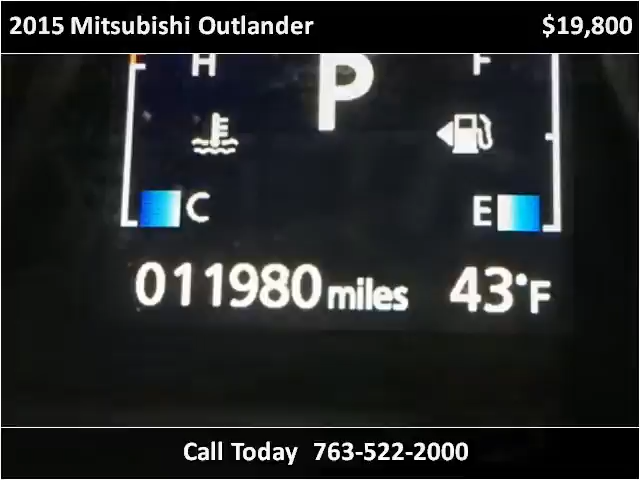 2015 Mitsubishi Outlander $19,800
H P F
C E
011980 miles 43°F
Call Today 763-522-2000